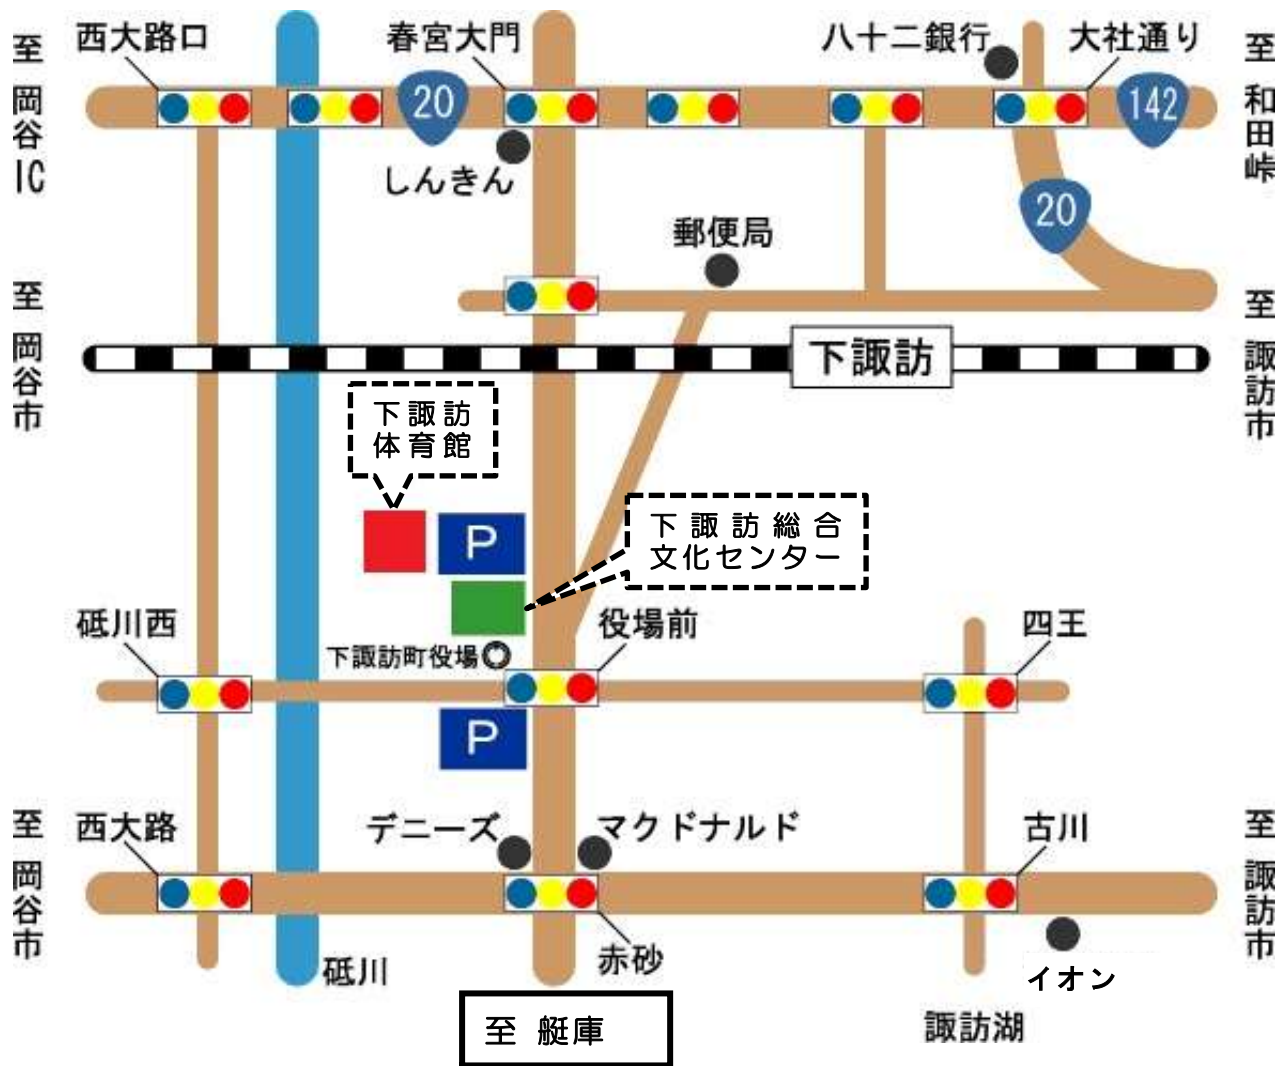 西大路口
春宮大門
八十二銀行
大社通り
至 岡谷IC
至 和田峠
20
142
しんきん
20
郵便局
至 岡谷市
至 諏訪市
下諏訪
下諏訪
体育館
P
下諏訪総合
文化センター
砥川西
役場前
四王
下諏訪町役場
P
至 岡谷市
西大路
デニーズ
マクドナルド
古川
至 諏訪市
砥川
赤砂
イオン
至 艇庫
諏訪湖